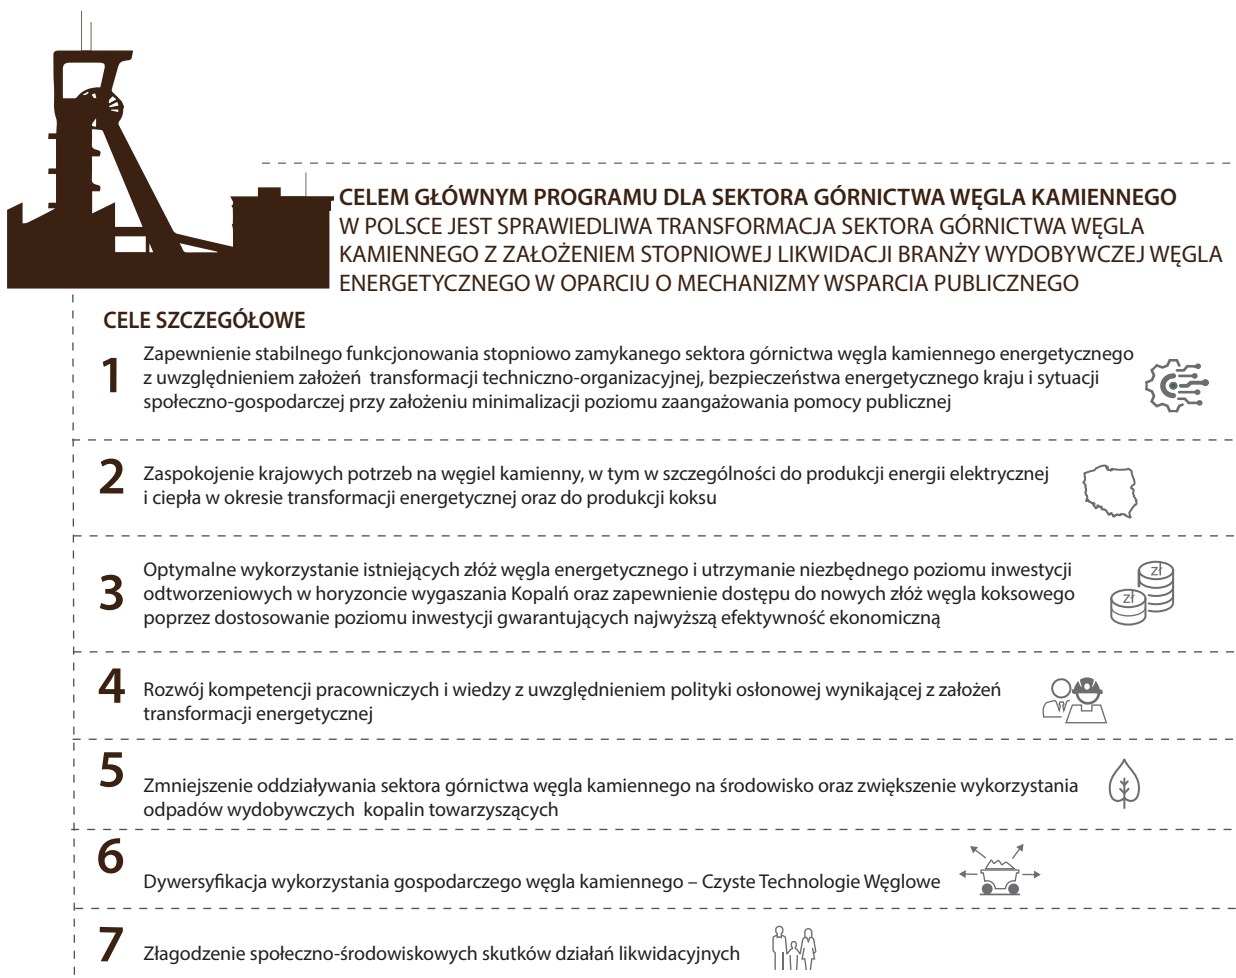 CELEM GŁÓWNYM PROGRAMU DLA SEKTORA GÓRNICTWA WĘGLA KAMIENNEGO
W POLSCE JEST SPRAWIEDLIWA TRANSFORMACJA SEKTORA GÓRNICTWA WĘGLA
KAMIENNEGO Z ZAŁOŻENIEM STOPNIOWEJ LIKWIDACJI BRANŻY WYDOBYWCZEJ WĘGLA
ENERGETYCZNEGO W OPARCIU O MECHANIZMY WSPARCIA PUBLICZNEGO
CELE SZCZEGÓŁOWE
1
Zapewnienie stabilnego funkcjonowania stopniowo zamykanego sektora górnictwa węgla kamiennego energetycznego
z uwzględnieniem założeń transformacji techniczno-organizacyjnej, bezpieczeństwa energetycznego kraju i sytuacji
społeczno-gospodarczej przy założeniu minimalizacji poziomu zaangażowania pomocy publicznej
2
Zaspokojenie krajowych potrzeb na węgiel kamienny, w tym w szczególności do produkcji energii elektrycznej
i ciepła w okresie transformacji energetycznej oraz do produkcji koksu
3
Optymalne wykorzystanie istniejących złóż węgla energetycznego i utrzymanie niezbędnego poziomu inwestycji
odtworzeniowych w horyzoncie wygaszania Kopalń oraz zapewnienie dostępu do nowych złóż węgla koksowego
poprzez dostosowanie poziomu inwestycji gwarantujących najwyższą efektywność ekonomiczną
zł
zł
4
Rozwój kompetencji pracowniczych i wiedzy z uwzględnieniem polityki osłonowej wynikającej z założeń
transformacji energetycznej
5
Zmniejszenie oddziaływania sektora górnictwa węgla kamiennego na środowisko oraz zwiększenie wykorzystania
odpadów wydobywczych kopalin towarzyszących
6
Dywersyfikacja wykorzystania gospodarczego węgla kamiennego – Czyste Technologie Węglowe
7
Złagodzenie społeczno-środowiskowych skutków działań likwidacyjnych